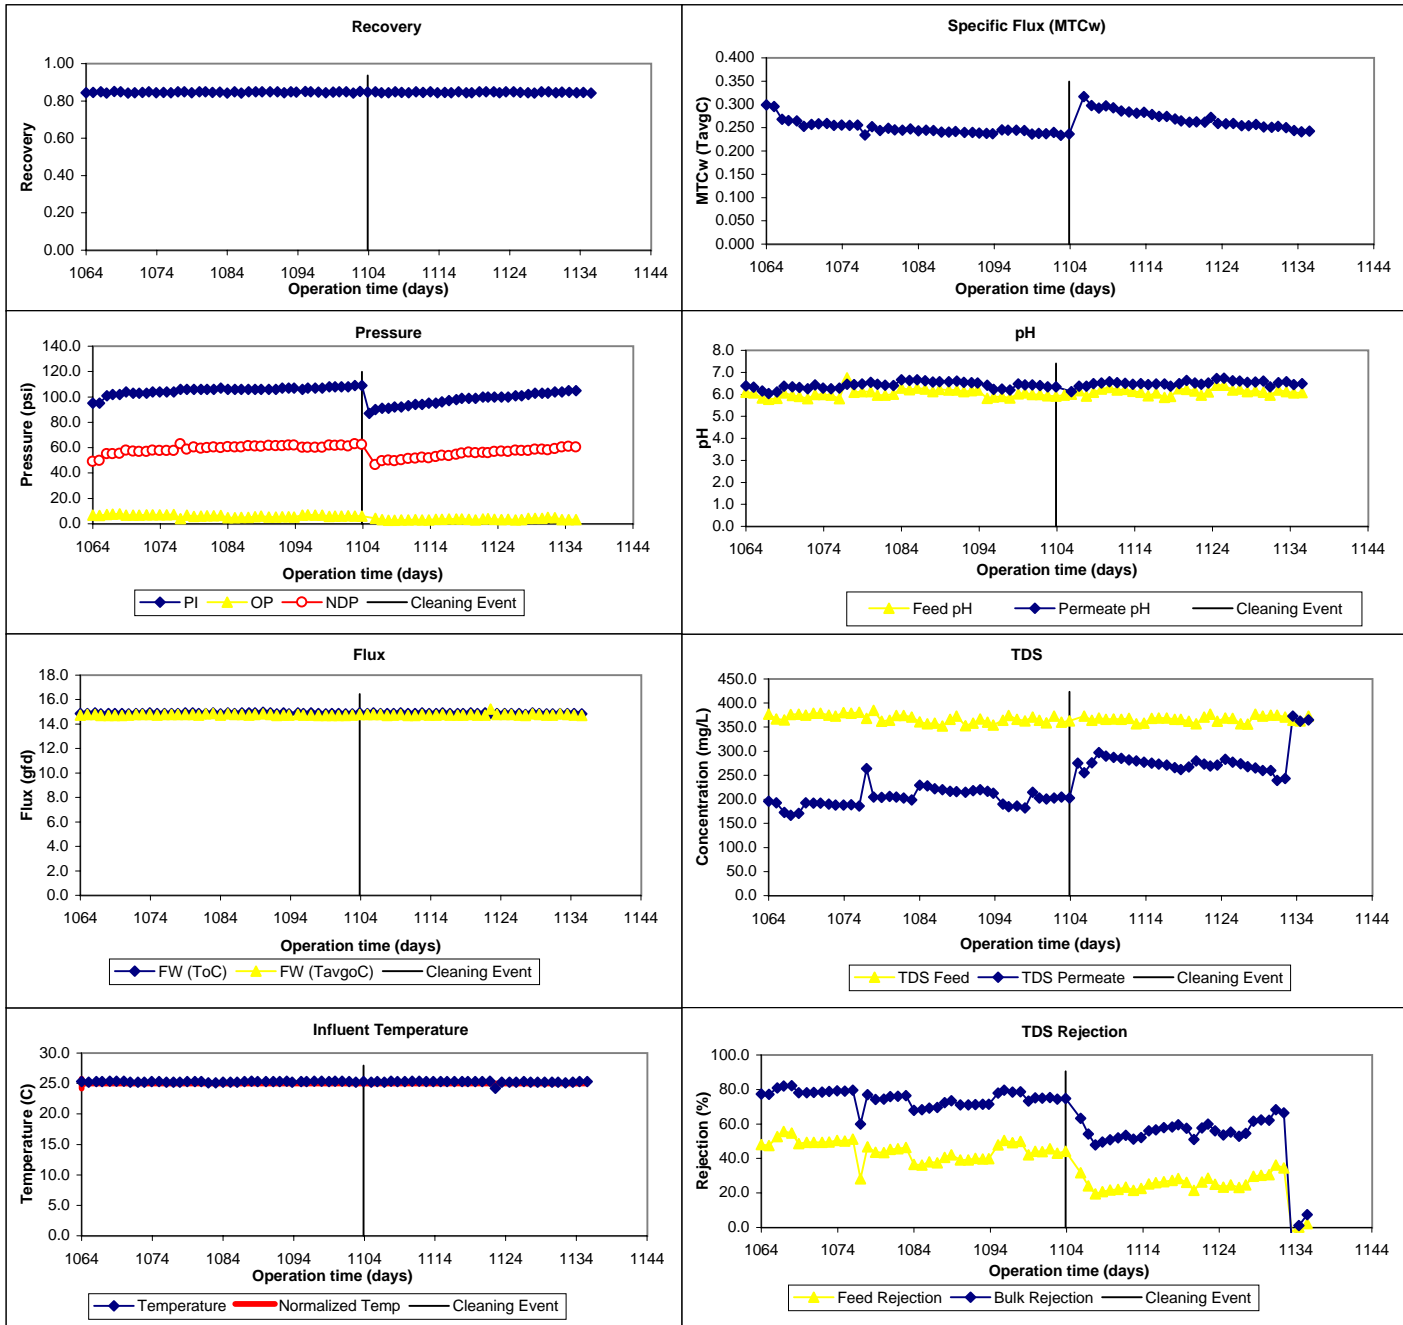 Recovery
1.00
0.80
0.60
0.40
0.20
0.00
Recovery
1064 1074 1084 1094 1104 1114 1124 1134 1144
Operation time (days)
Specific Flux (MTCw)
0.400
0.350
0.300
0.250
0.200
0.150
0.100
0.050
0.000
MTCw (TavgC)
1064 1074 1084 1094 1104 1114 1124 1134 1144
Operation time (days)
Pressure
140.0
120.0
100.0
80.0
60.0
40.0
20.0
0.0
Pressure (psi)
1064 1074 1084 1094 1104 1114 1124 1134 1144
Operation time (days)
PI OP NDP Cleaning Event
pH
8.0
7.0
6.0
5.0
4.0
3.0
2.0
1.0
0.0
pH
1064 1074 1084 1094 1104 1114 1124 1134 1144
Operation time (days)
Feed pH Permeate pH Cleaning Event
Flux
18.0
16.0
14.0
12.0
10.0
8.0
6.0
4.0
2.0
0.0
Flux (gfd)
1064 1074 1084 1094 1104 1114 1124 1134 1144
Operation time (days)
FW (ToC) FW (TavgoC) Cleaning Event
TDS
450.0
400.0
350.0
300.0
250.0
200.0
150.0
100.0
50.0
0.0
Concentration (mg/L)
1064 1074 1084 1094 1104 1114 1124 1134 1144
Operation time (days)
TDS Feed TDS Permeate Cleaning Event
Influent Temperature
30.0
25.0
20.0
15.0
10.0
5.0
0.0
Temperature (C)
1064 1074 1084 1094 1104 1114 1124 1134 1144
Operation time (days)
Temperature Normalized Temp Cleaning Event
TDS Rejection
100.0
80.0
60.0
40.0
20.0
0.0
Rejection (%)
1064 1074 1084 1094 1104 1114 1124 1134 1144
Operation time (days)
Feed Rejection Bulk Rejection Cleaning Event